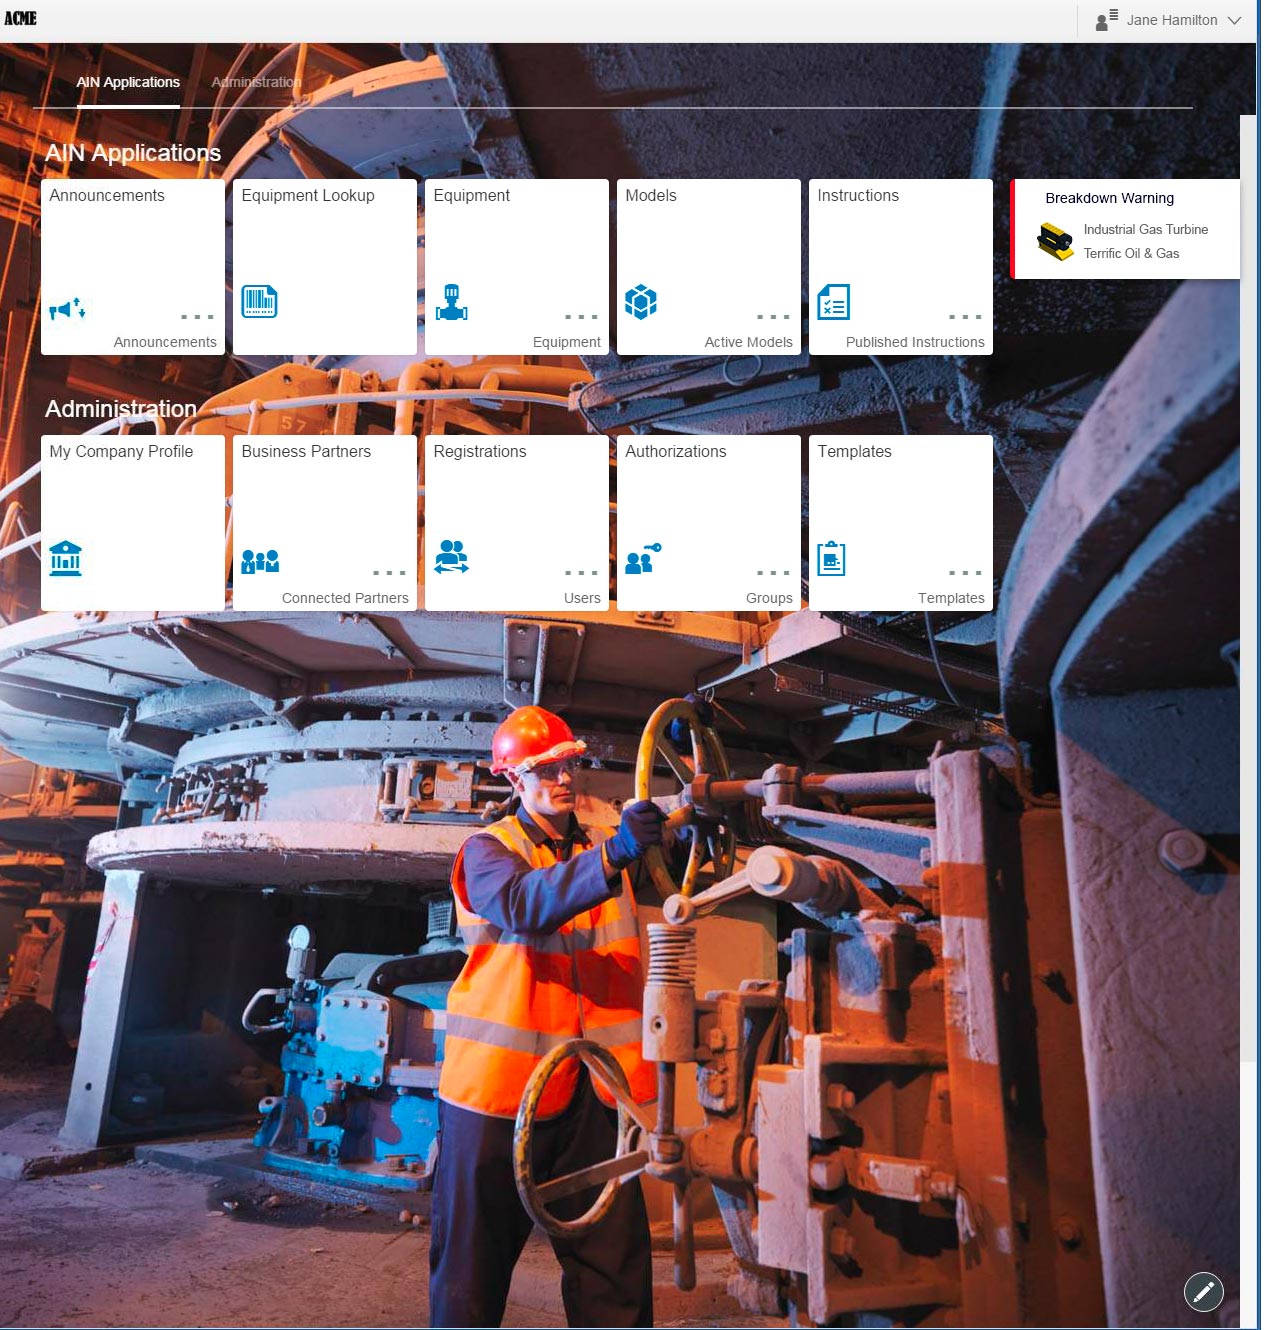 ACME
Jane Hamilton
AIN Applications
Administration
AIN Applications
Announcements
Announcements
Equipment Lookup
Equipment
Equipment
Models
Active Models
Instructions
Published Instructions
Breakdown Warning
Industrial Gas Turbine
Terrific Oil & Gas
Administration
57
My Company Profile
Business Partners
Connected Partners
Registrations
Users
Authorizations
Groups
Templates
Templates